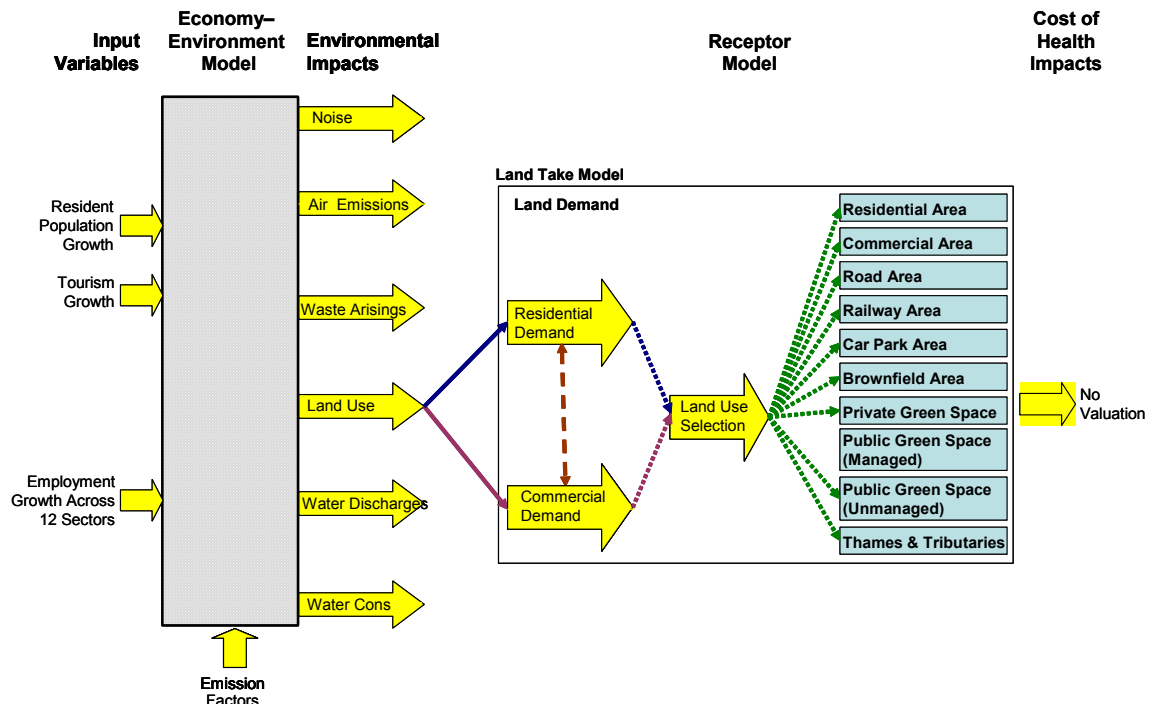 Input
Variables
Economy–
Environment
Model
Environmental
Impacts
Receptor
Model
Cost of
Health
Impacts
Resident
Population
Growth
Tourism
Growth
Employment
Growth Across
12 Sectors
Emission
Factors
Noise
Air Emissions
Waste Arisings
Land Use
Water Discharges
Water Cons
Land Take Model
Land Demand
Residential
Demand
Commercial
Demand
Land Use
Selection
Residential Area
Commercial Area
Road Area
Railway Area
Car Park Area
Brownfield Area
Private Green Space
Public Green Space
(Managed)
Public Green Space
(Unmanaged)
Thames & Tributaries
No
Valuation